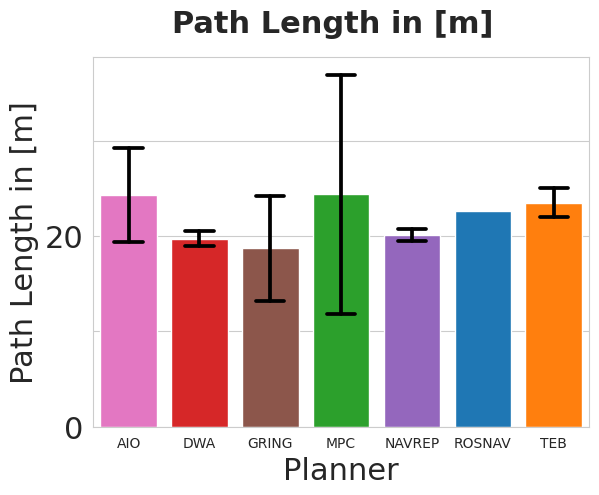 Path Length in [m]
Path Length in [m]
20
0
AIO DWA GRING MPC NAVREP ROSNAV TEB
Planner